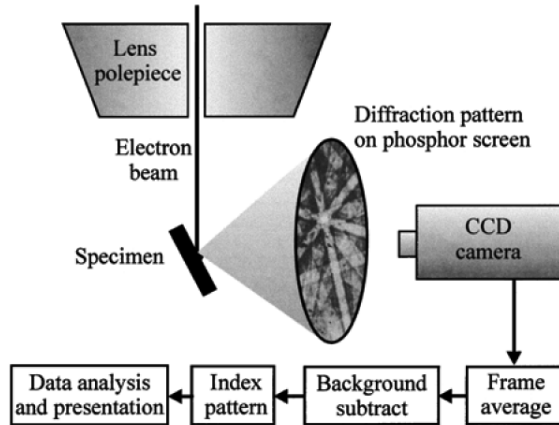 Lens
polepiece
Diffraction pattern
on phosphor screen
Electron
beam
CCD
camera
Specimen
Data analysis
and presentation
Index
pattern
Background
subtract
Frame
average